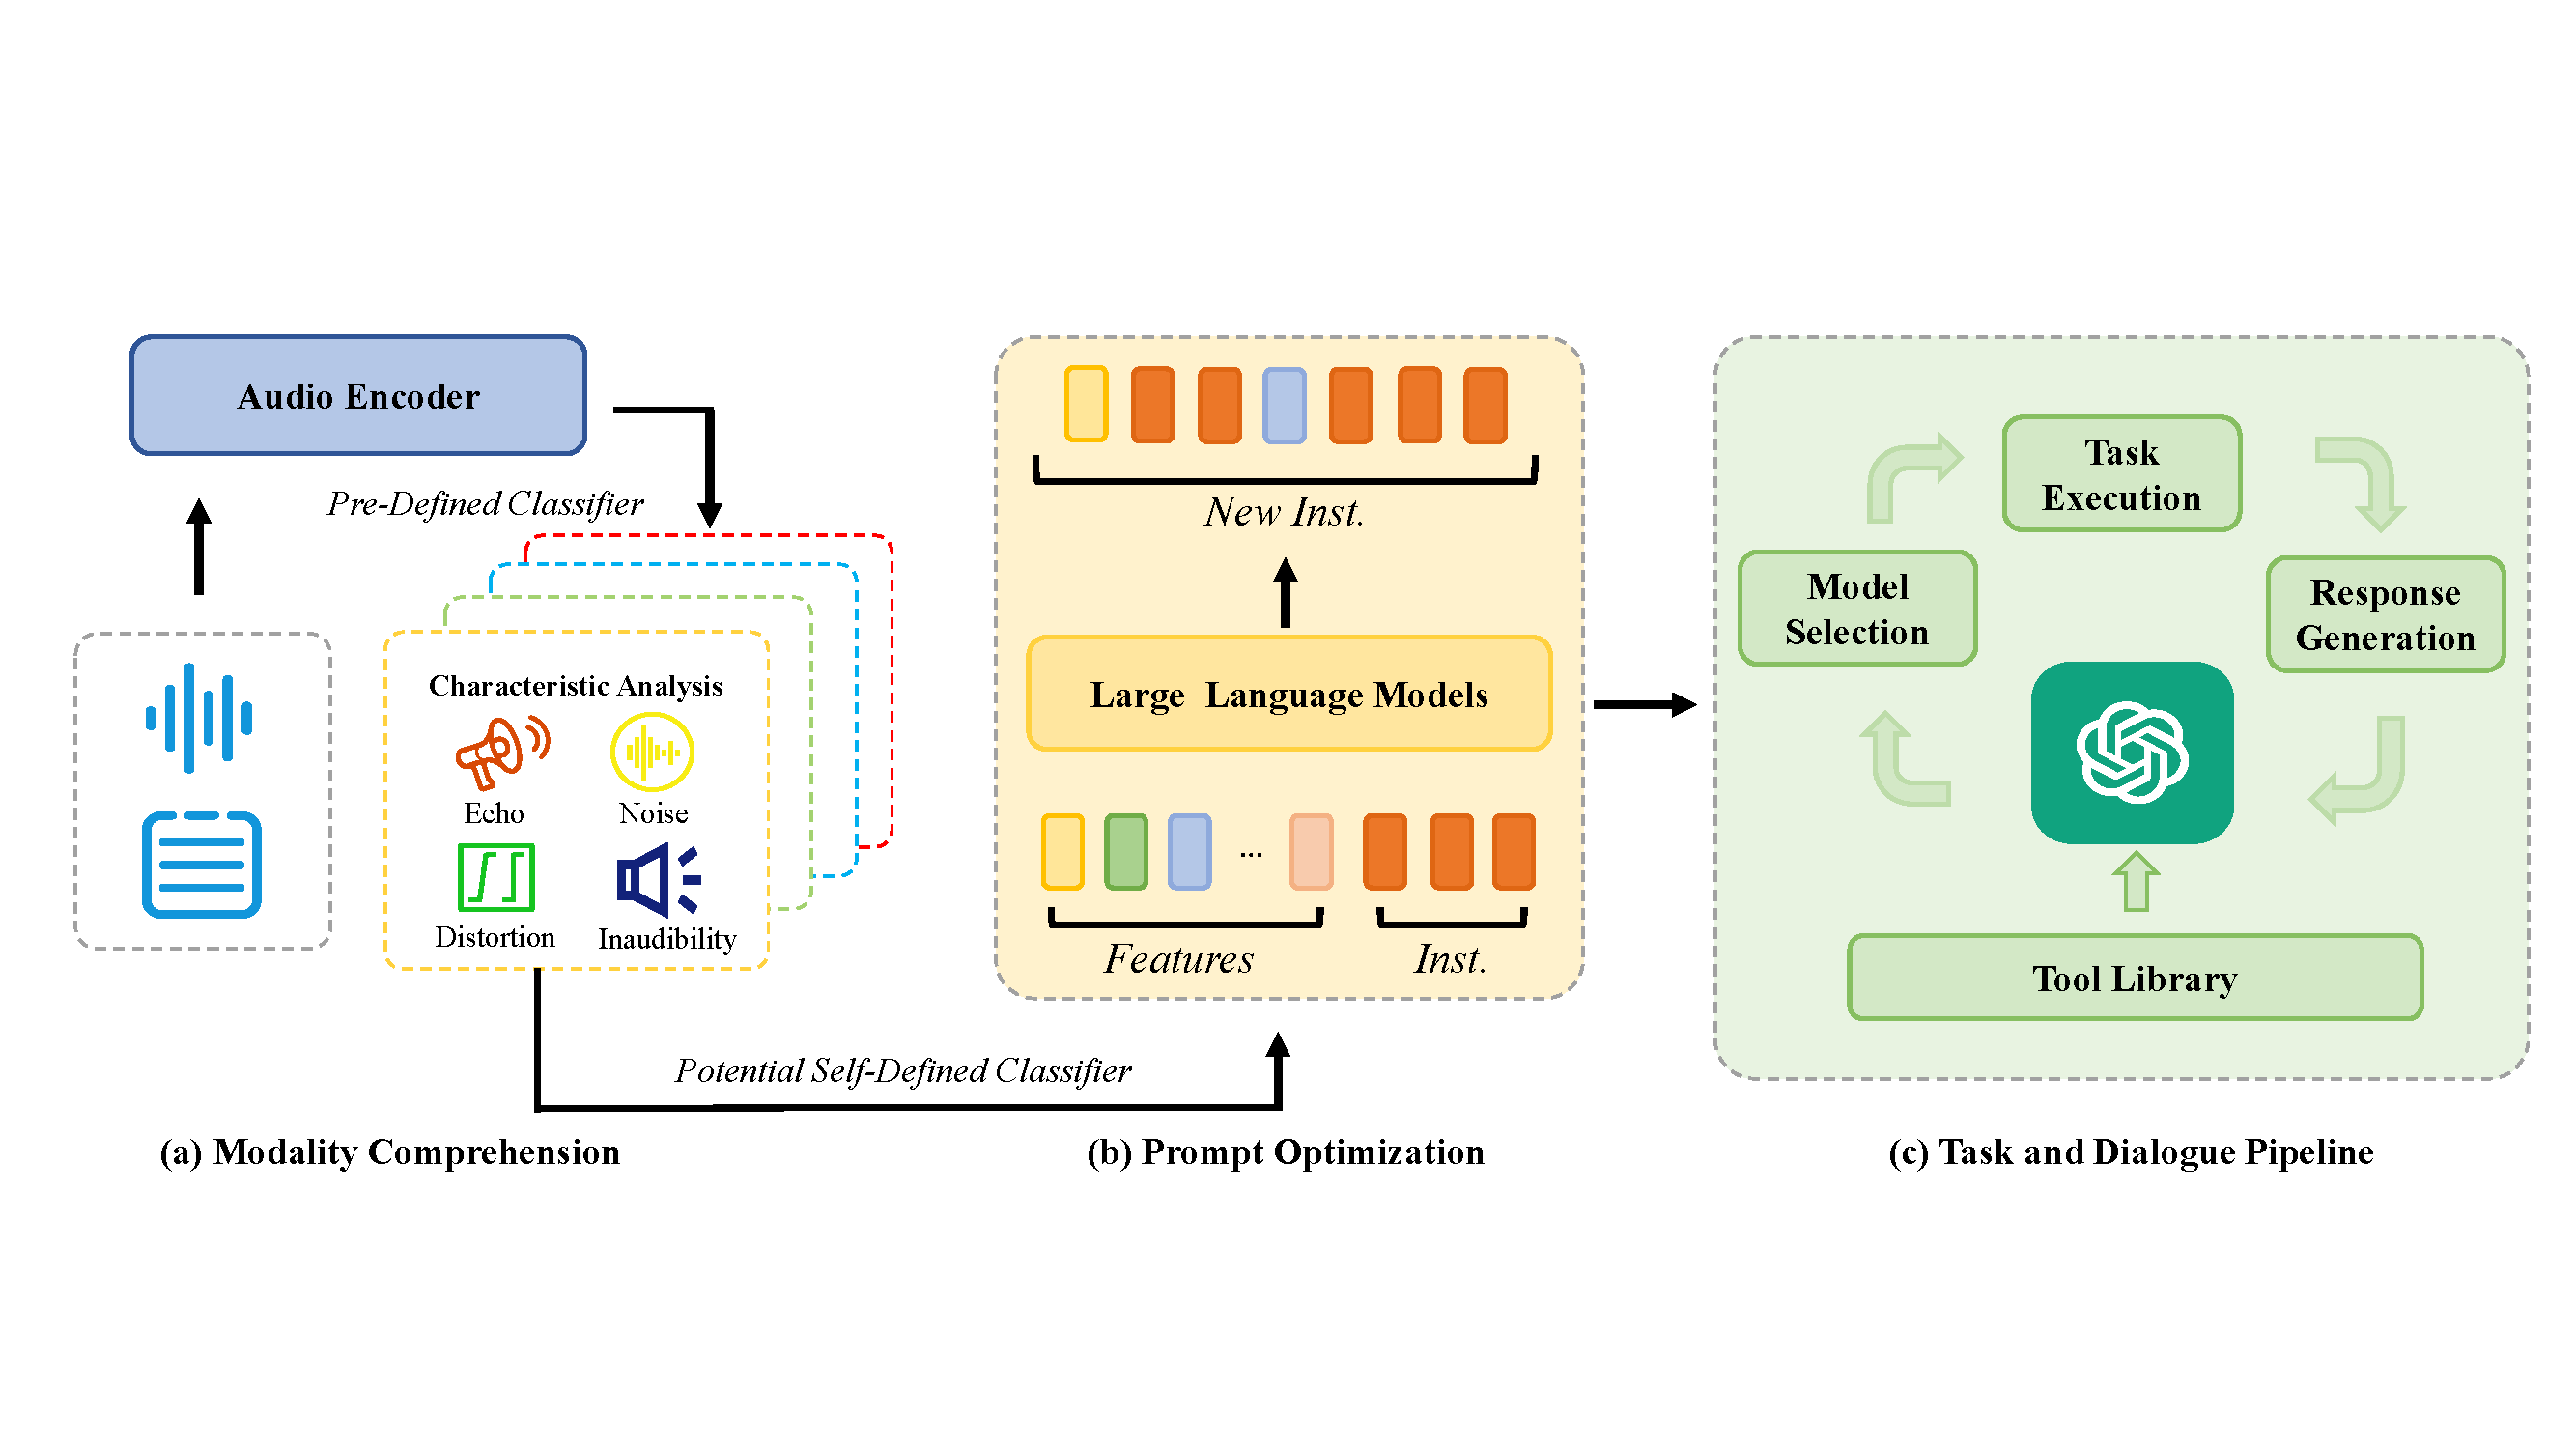 Audio Encoder
Pre-Defined Classifier
Characteristic Analysis
Echo
Noise
Distortion
Inaudibility
Potential Self-Defined Classifier
(a) Modality Comprehension
New Inst.
Large Language Models
...
Features
Inst.
(b) Prompt Optimization
Task
Execution
Model
Selection
Response
Generation
Tool Library
(c) Task and Dialogue Pipeline